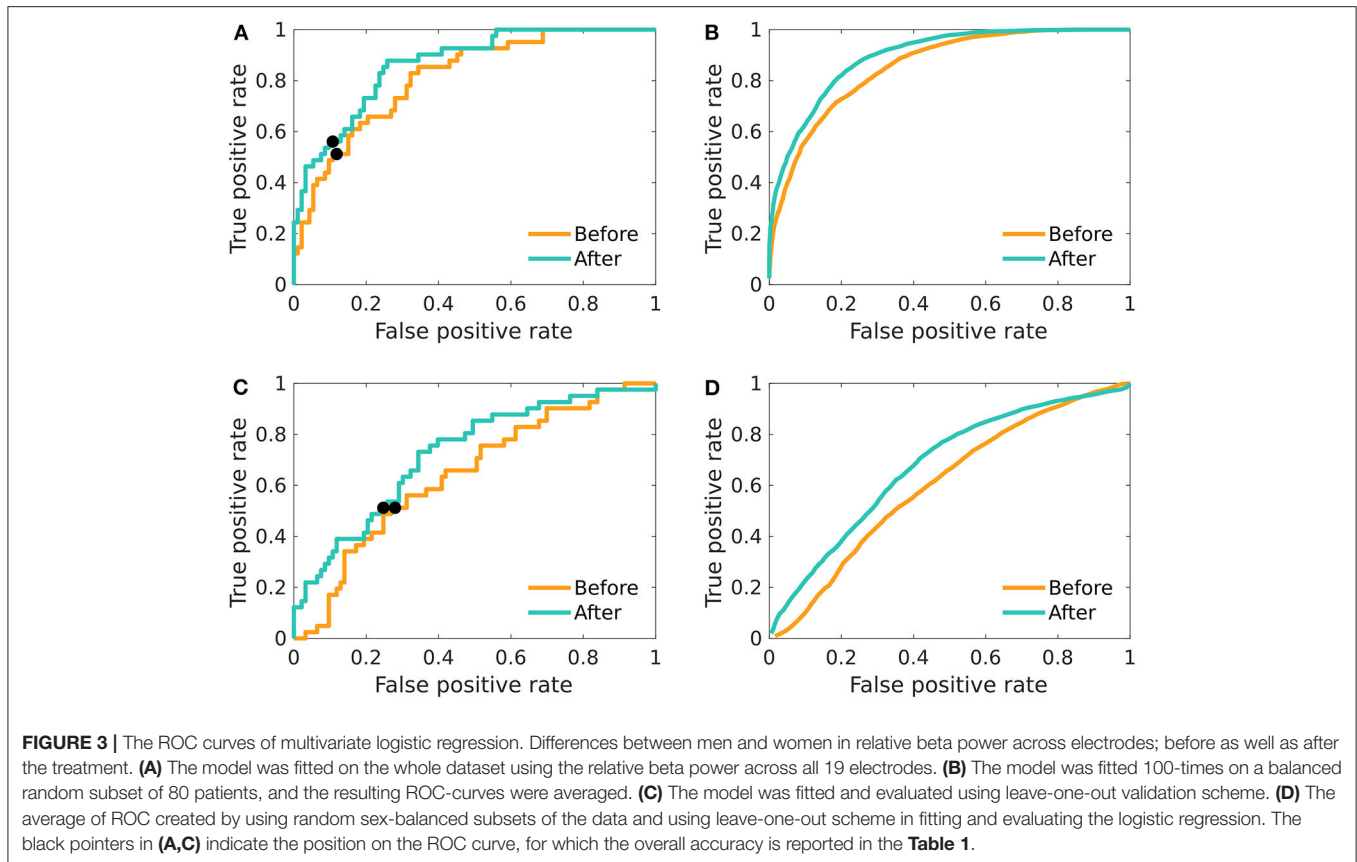 A
1
0.8
0.6
0.4
0.2
0
True positive rate
0 0.2 0.4 0.6 0.8 1
False positive rate
Before
After
B
1
0.8
0.6
0.4
0.2
0
True positive rate
0 0.2 0.4 0.6 0.8 1
False positive rate
Before
After
C
1
0.8
0.6
0.4
0.2
0
True positive rate
0 0.2 0.4 0.6 0.8 1
False positive rate
Before
After
D
1
0.8
0.6
0.4
0.2
0
True positive rate
0 0.2 0.4 0.6 0.8 1
False positive rate
Before
After
FIGURE 3 | The ROC curves of multivariate logistic regression. Differences between men and women in relative beta power across electrodes; before as well as after
the treatment. (A) The model was fitted on the whole dataset using the relative beta power across all 19 electrodes. (B) The model was fitted 100-times on a balanced
random subset of 80 patients, and the resulting ROC-curves were averaged. (C) The model was fitted and evaluated using leave-one-out validation scheme. (D) The
average of ROC created by using random sex-balanced subsets of the data and using leave-one-out scheme in fitting and evaluating the logistic regression. The
black pointers in (A,C) indicate the position on the ROC curve, for which the overall accuracy is reported in the Table 1.